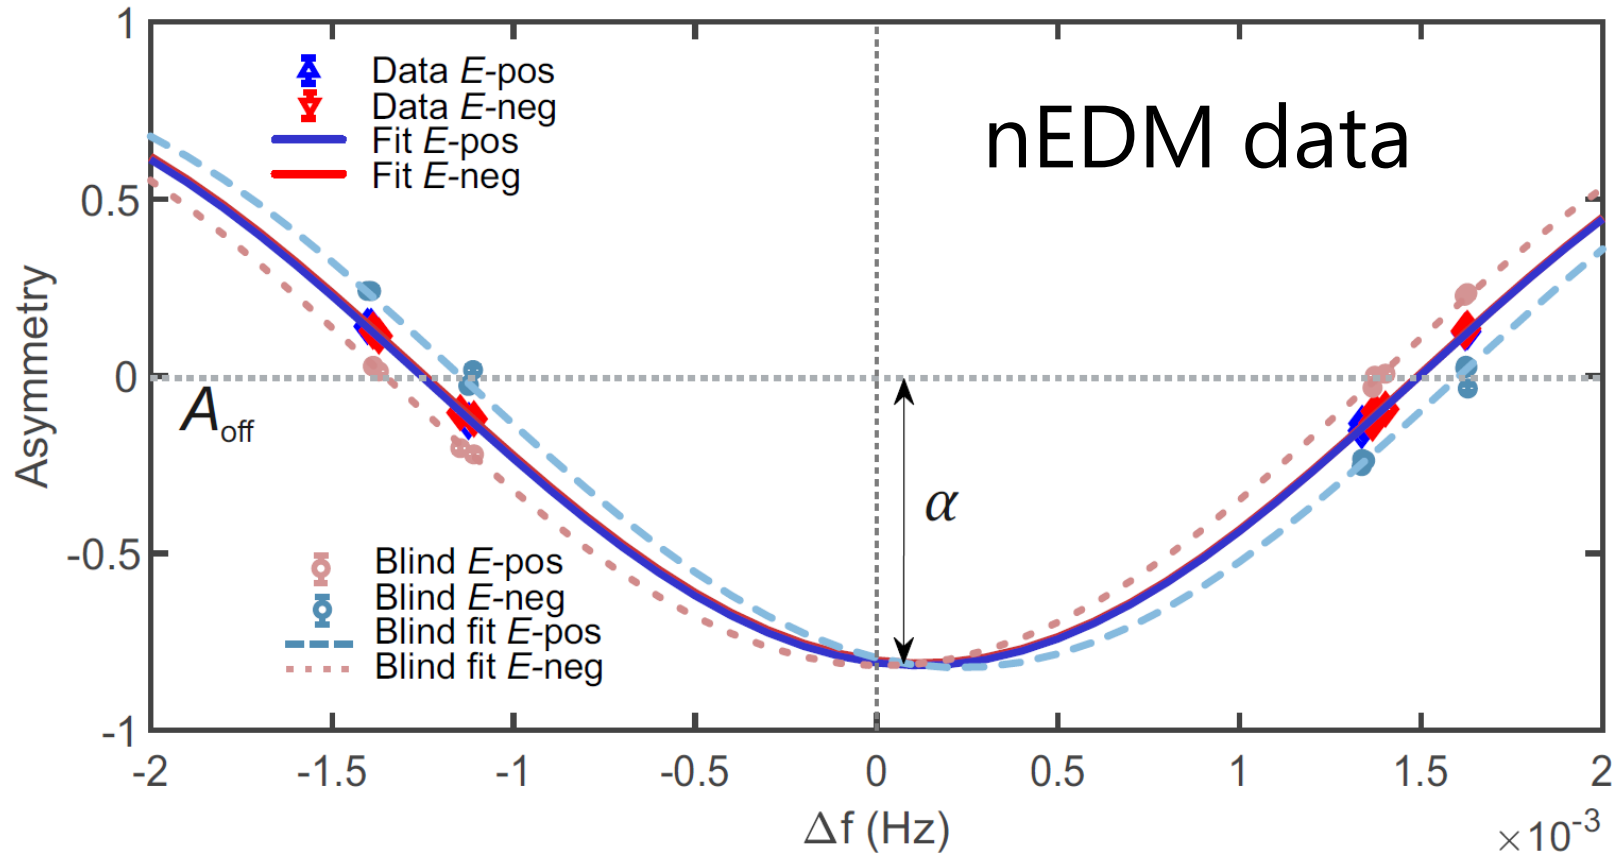 1
0.5
0
-0.5
-1
Asymmetry
Data E-pos
Data E-neg
Fit E-pos
Fit E-neg
nEDM data
A_off
α
Blind E-pos
Blind E-neg
Blind fit E-pos
Blind fit E-neg
-2 -1.5 -1 -0.5 0 0.5 1 1.5 2
Δf (Hz)
×10⁻³